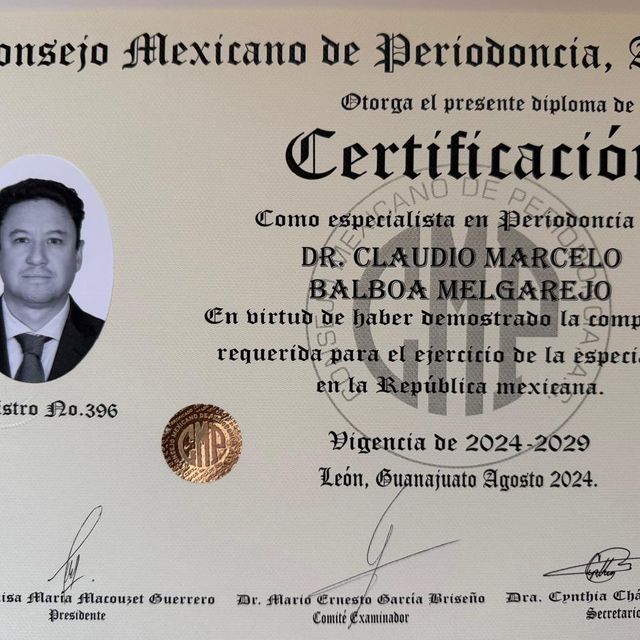 onsejo Mexicano de Periodoncia, A
Otorga el presente diploma de
Certificación
Como especialista en Periodoncia
DR. CLAUDIO MARCELO
BALBOA MELGAREJO
En virtud de haber demostrado la comp
requerida para el ejercicio de la especia
en la República mexicana.
istro No.396
Vigencia de 2024-2029
León, Guanajuato Agosto 2024.
isa María Macouzet Guerrero
Presidente
Dr. Mario Ernesto García Briseño
Comité Examinador
Dra. Cynthia Chá
Secretario
CMP
CMP